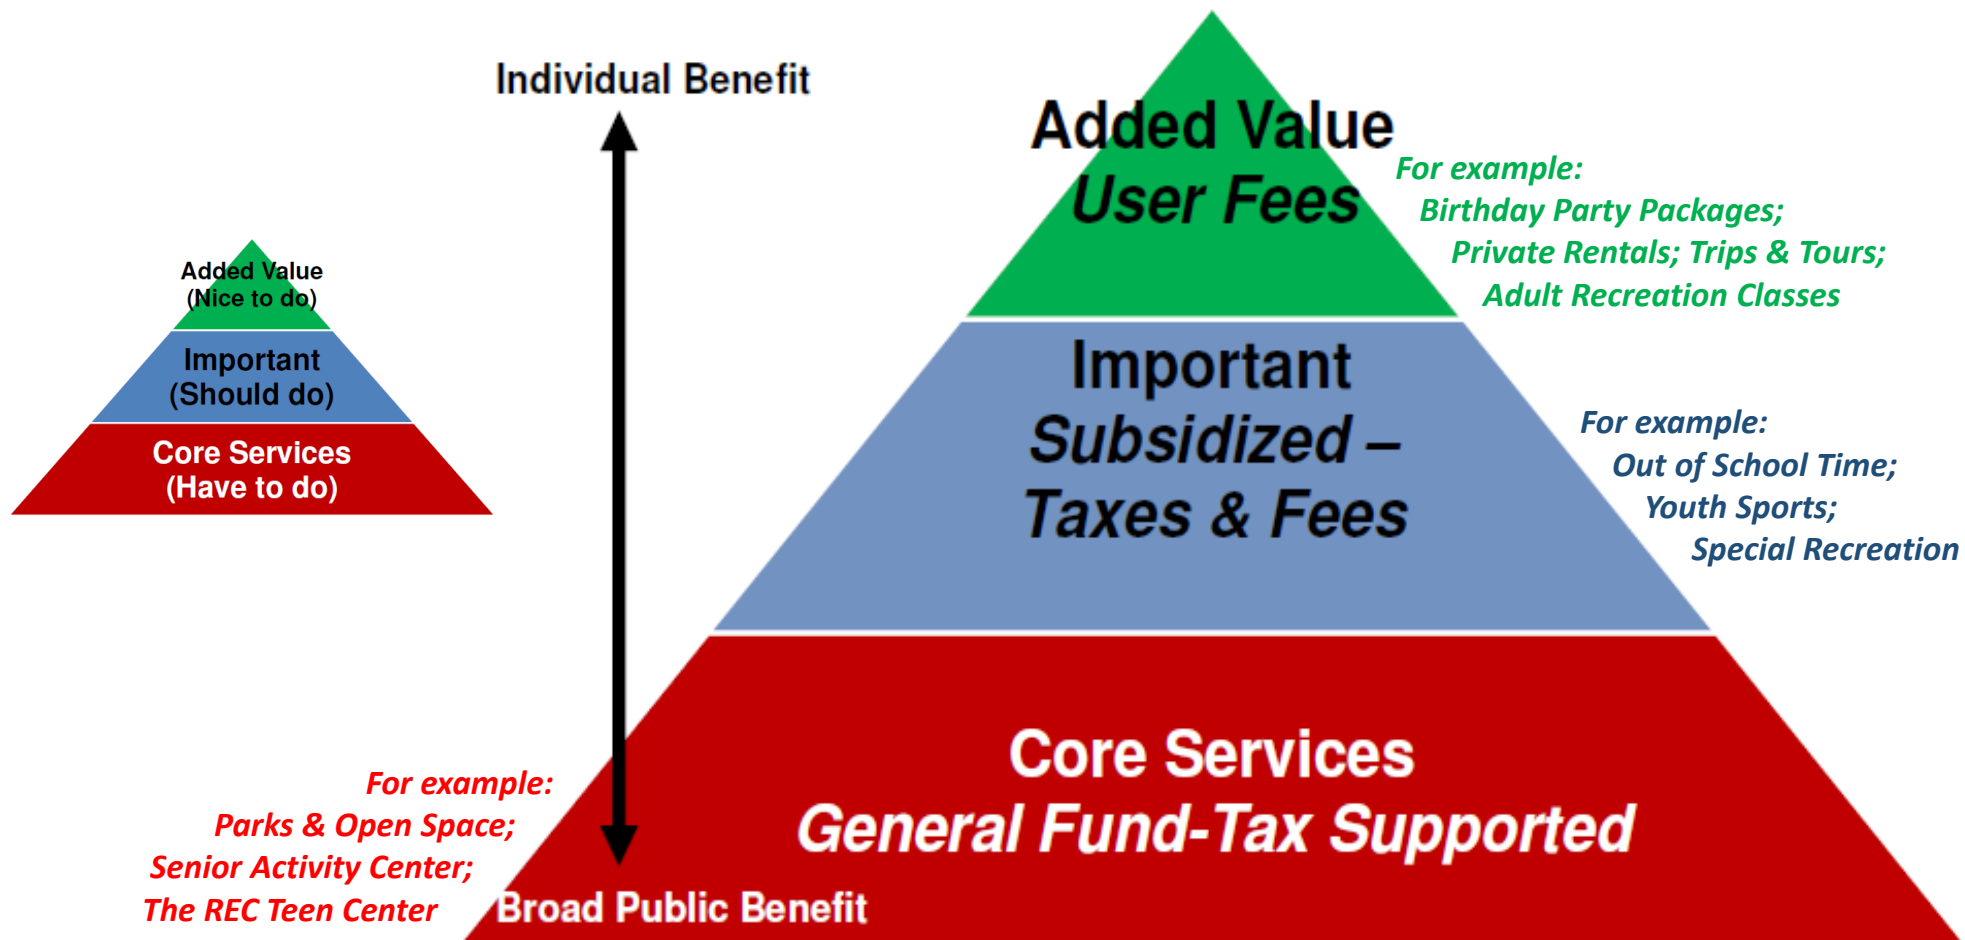 Individual Benefit
Added Value
(Nice to do)
Important
(Should do)
Core Services
(Have to do)
Added Value
User Fees
For example:
Birthday Party Packages;
Private Rentals; Trips & Tours;
Adult Recreation Classes
Important
Subsidized –
Taxes & Fees
For example:
Out of School Time;
Youth Sports;
Special Recreation
Core Services
General Fund-Tax Supported
For example:
Parks & Open Space;
Senior Activity Center;
The REC Teen Center
Broad Public Benefit